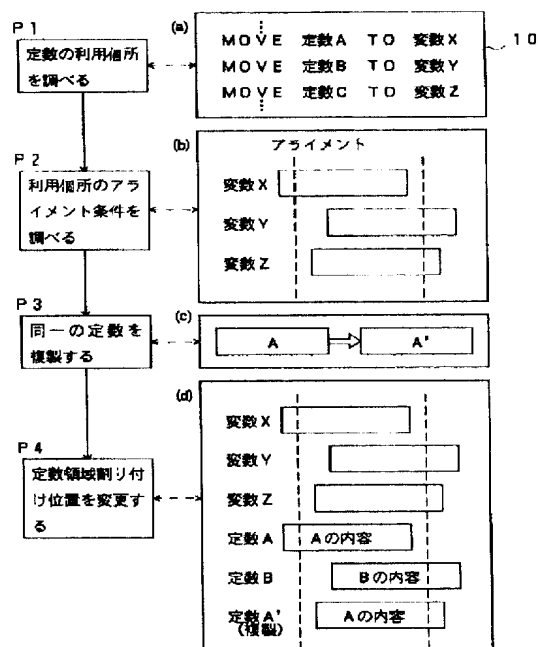 P1
定数の利用個所
を調べる
(a)
MOVE 定数A TO 変数X
MOVE 定数B TO 変数Y
MOVE 定数C TO 変数Z
10
P2
利用個所のアラ
イメント条件を
調べる
(b)
アライメント
変数X
変数Y
変数Z
P3
同一の定数を
複製する
(c)
A
A'
P4
定数領域割り付
け位置を変更す
る
(d)
変数X
変数Y
変数Z
定数A
Aの内容
定数B
Bの内容
定数A'
(複製)
Aの内容